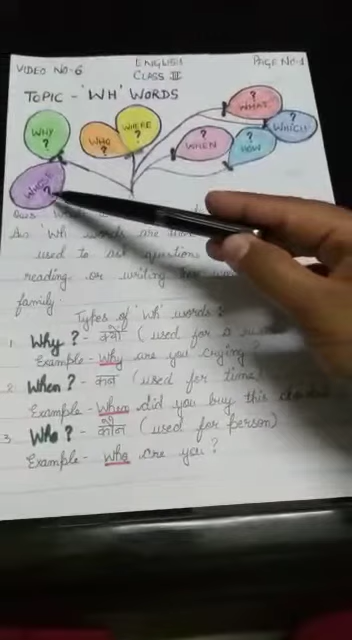 VIDEO NO-6 ENGLISH PAGE NO-1
CLASS III
TOPIC - 'WH' WORDS
WHY ?
WHO ?
WHERE ?
WHEN ?
WHAT ?
HOW ?
WHICH ?
WHOSE ?
Ques-
Ans- 'Wh' words are
used to ask questions
reading or writing
family.
Types of 'Wh' words :
1. Why ? - क्यों (used for a
Example - Why are you crying?
2. When ? - कब (used for time)
Example - When did you buy this
3. Who ? - कौन (used for person)
Example - Who are you ?